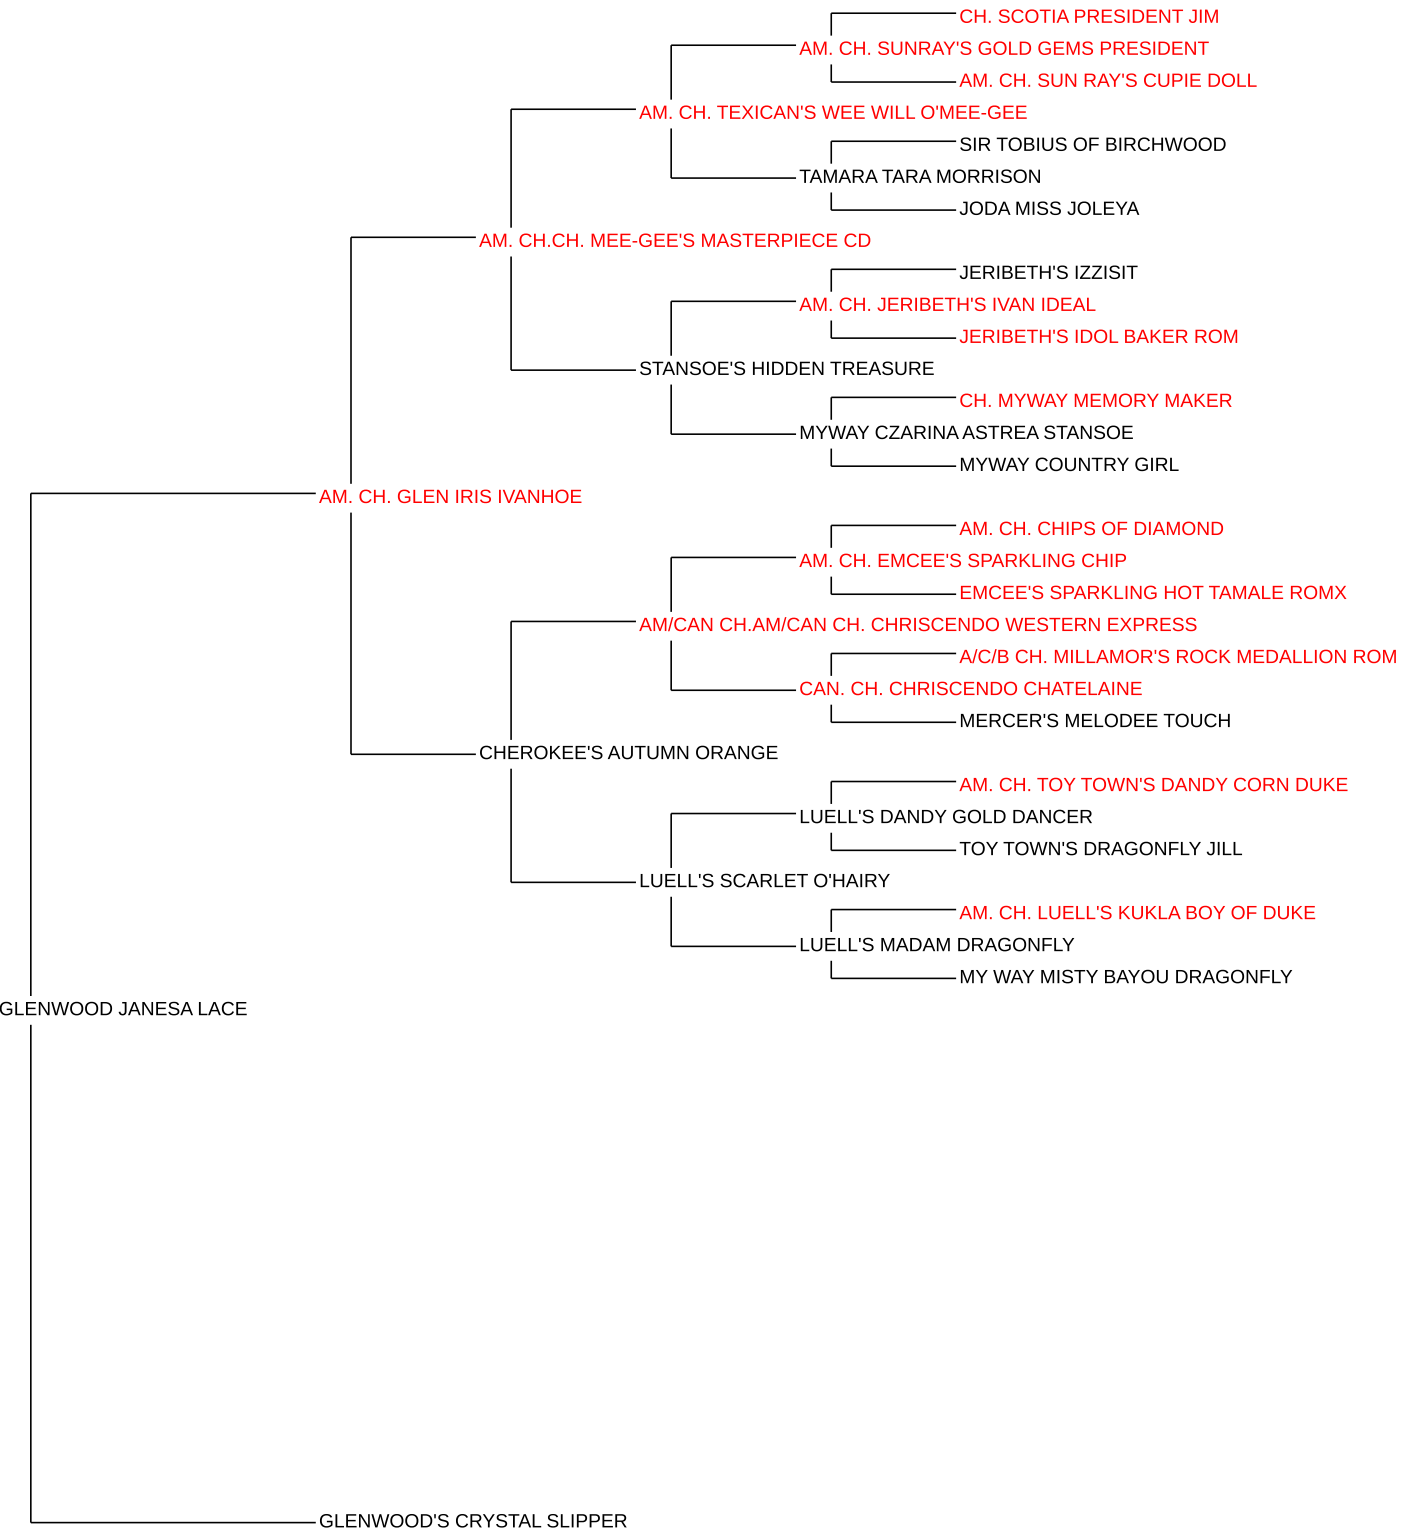 CH. SCOTIA PRESIDENT JIM
AM. CH. SUNRAY'S GOLD GEMS PRESIDENT
AM. CH. SUN RAY'S CUPIE DOLL
AM. CH. TEXICAN'S WEE WILL O'MEE-GEE
SIR TOBIUS OF BIRCHWOOD
TAMARA TARA MORRISON
JODA MISS JOLEYA
AM. CH.CH. MEE-GEE'S MASTERPIECE CD
JERIBETH'S IZZISIT
AM. CH. JERIBETH'S IVAN IDEAL
JERIBETH'S IDOL BAKER ROM
STANSOE'S HIDDEN TREASURE
CH. MYWAY MEMORY MAKER
MYWAY CZARINA ASTREA STANSOE
MYWAY COUNTRY GIRL
AM. CH. GLEN IRIS IVANHOE
AM. CH. CHIPS OF DIAMOND
AM. CH. EMCEE'S SPARKLING CHIP
EMCEE'S SPARKLING HOT TAMALE ROMX
AM/CAN CH.AM/CAN CH. CHRISCENDO WESTERN EXPRESS
A/C/B CH. MILLAMOR'S ROCK MEDALLION ROM
CAN. CH. CHRISCENDO CHATELAINE
MERCER'S MELODEE TOUCH
CHEROKEE'S AUTUMN ORANGE
AM. CH. TOY TOWN'S DANDY CORN DUKE
LUELL'S DANDY GOLD DANCER
TOY TOWN'S DRAGONFLY JILL
LUELL'S SCARLET O'HAIRY
AM. CH. LUELL'S KUKLA BOY OF DUKE
LUELL'S MADAM DRAGONFLY
MY WAY MISTY BAYOU DRAGONFLY
GLENWOOD JANESA LACE
GLENWOOD'S CRYSTAL SLIPPER